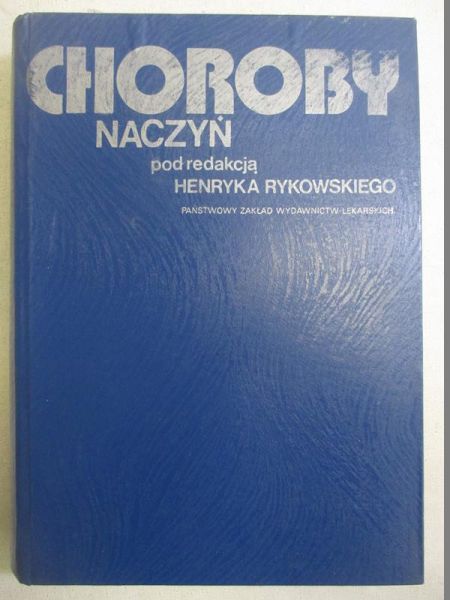 CHOROBY
NACZYŃ
pod redakcją
HENRYKA RYKOWSKIEGO
PAŃSTWOWY ZAKŁAD WYDAWNICTW LEKARSKICH